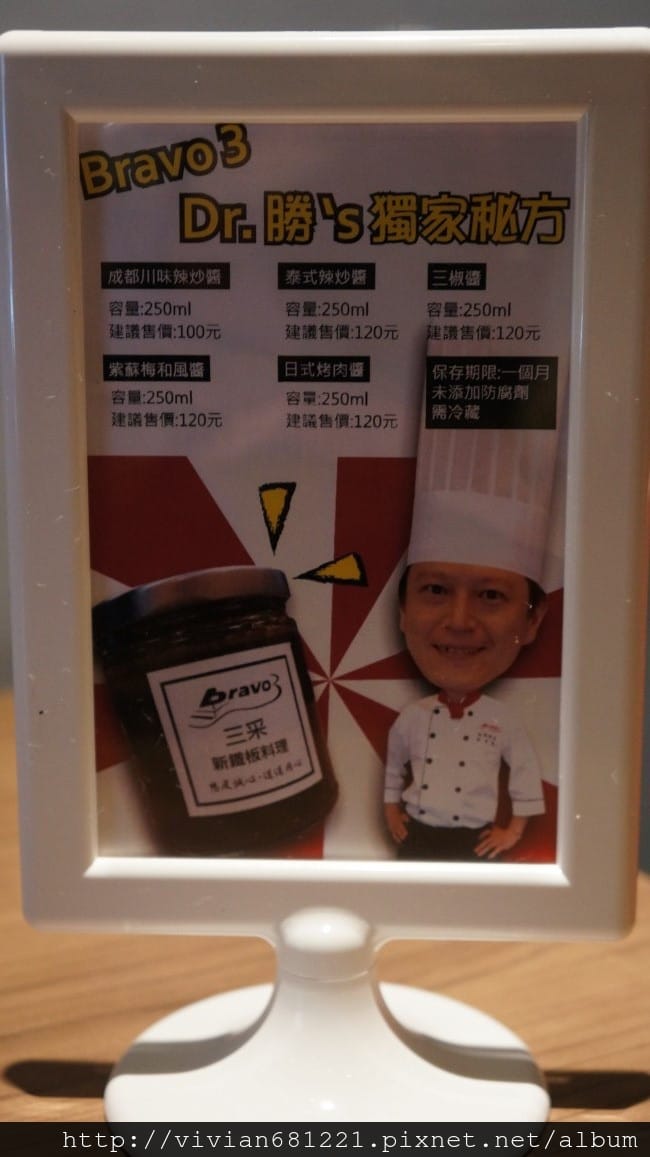 Bravo 3
Dr.勝‵s獨家秘方
成都川味辣炒醬
容量:250ml
建議售價:100元
泰式辣炒醬
容量:250ml
建議售價:120元
三椒醬
容量:250ml
建議售價:120元
紫蘇梅和風醬
容量:250ml
建議售價:120元
日式烤肉醬
容量:250ml
建議售價:120元
保存期限:一個月
未添加防腐劑
需冷藏
Bravo3
三采
新鐵板料理
http://vivian681221.pixnet.net/album